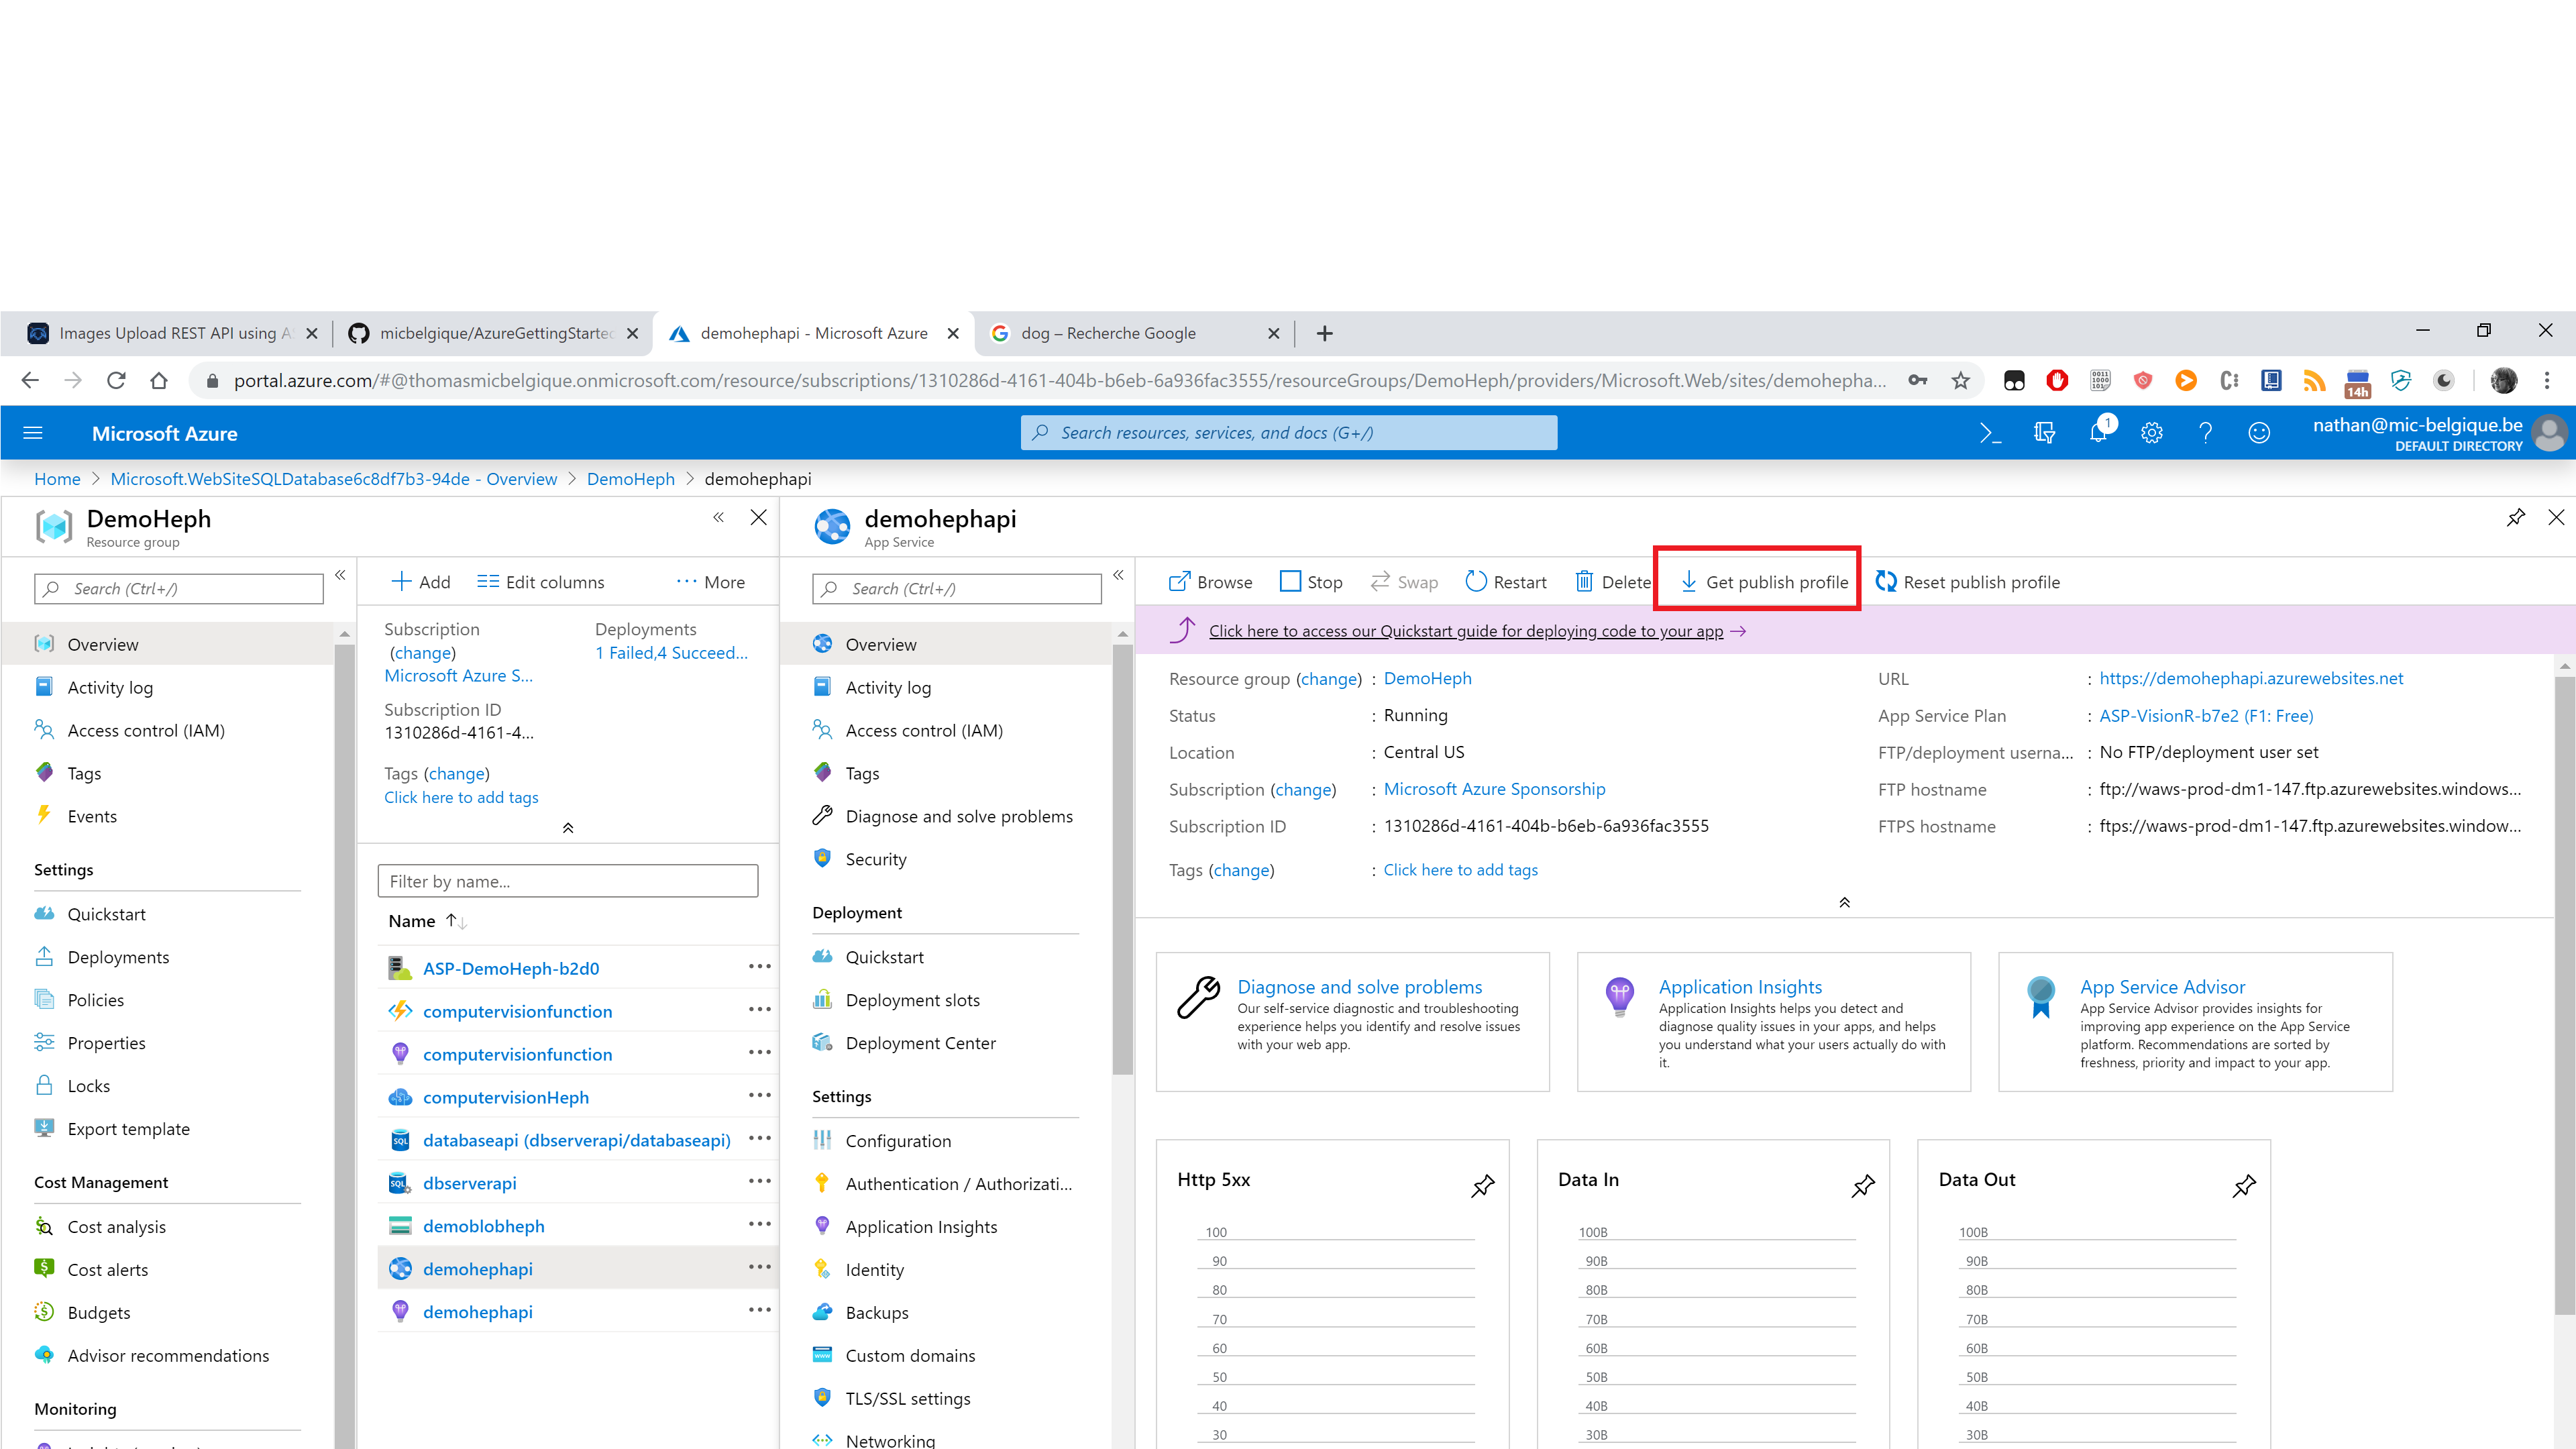 Images Upload REST API using A
micbelgique/AzureGettingStarte
demohephapi - Microsoft Azure
dog – Recherche Google
portal.azure.com/#@thomasmicbelgique.onmicrosoft.com/resource/subscriptions/1310286d-4161-404b-b6eb-6a936fac3555/resourceGroups/DemoHeph/providers/Microsoft.Web/sites/demohepha...
14h
Microsoft Azure
Search resources, services, and docs (G+/)
1
nathan@mic-belgique.be
DEFAULT DIRECTORY
Home > Microsoft.WebSiteSQLDatabase6c8df7b3-94de - Overview > DemoHeph > demohephapi
DemoHeph
Resource group
Search (Ctrl+/)
Overview
Activity log
Access control (IAM)
Tags
Events
Settings
Quickstart
Deployments
Policies
Properties
Locks
Export template
Cost Management
Cost analysis
Cost alerts
Budgets
Advisor recommendations
Monitoring
Add
Edit columns
More
Subscription
(change)
Microsoft Azure S...
Subscription ID
1310286d-4161-4...
Deployments
1 Failed,4 Succeed...
Tags (change)
Click here to add tags
Filter by name...
Name
ASP-DemoHeph-b2d0
computervisionfunction
computervisionfunction
computervisionHeph
databaseapi (dbserverapi/databaseapi)
dbserverapi
demoblobheph
demohephapi
demohephapi
demohephapi
App Service
Search (Ctrl+/)
Overview
Activity log
Access control (IAM)
Tags
Diagnose and solve problems
Security
Deployment
Quickstart
Deployment slots
Deployment Center
Settings
Configuration
Authentication / Authorizati...
Application Insights
Identity
Backups
Custom domains
TLS/SSL settings
Networking
Browse
Stop
Swap
Restart
Delete
Get publish profile
Reset publish profile
Click here to access our Quickstart guide for deploying code to your app →
Resource group (change) : DemoHeph
Status : Running
Location : Central US
Subscription (change) : Microsoft Azure Sponsorship
Subscription ID : 1310286d-4161-404b-b6eb-6a936fac3555
Tags (change) : Click here to add tags
URL : https://demohephapi.azurewebsites.net
App Service Plan : ASP-VisionR-b7e2 (F1: Free)
FTP/deployment userna... : No FTP/deployment user set
FTP hostname : ftp://waws-prod-dm1-147.ftp.azurewebsites.windows...
FTPS hostname : ftps://waws-prod-dm1-147.ftp.azurewebsites.window...
Diagnose and solve problems
Our self-service diagnostic and troubleshooting
experience helps you identify and resolve issues
with your web app.
Application Insights
Application Insights helps you detect and
diagnose quality issues in your apps, and helps
you understand what your users actually do with
it.
App Service Advisor
App Service Advisor provides insights for
improving app experience on the App Service
platform. Recommendations are sorted by
freshness, priority and impact to your app.
Http 5xx
100
90
80
70
60
50
40
30
Data In
100B
90B
80B
70B
60B
50B
40B
30B
Data Out
100B
90B
80B
70B
60B
50B
40B
30B